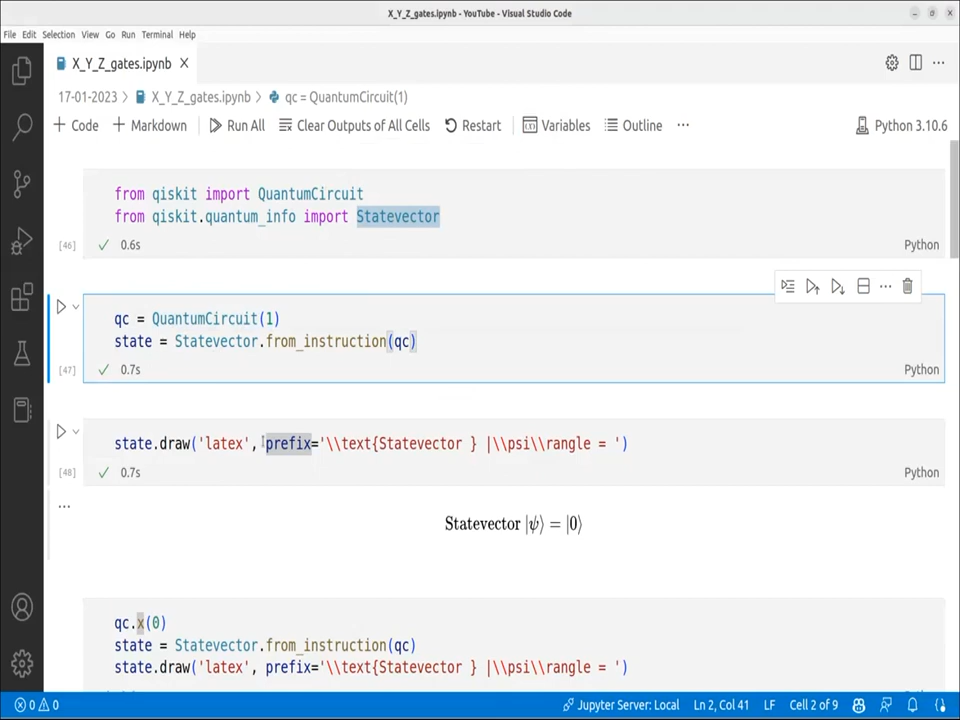 X_Y_Z_gates.ipynb - YouTube - Visual Studio Code
File Edit Selection View Go Run Terminal Help
X_Y_Z_gates.ipynb
17-01-2023 > X_Y_Z_gates.ipynb > qc = QuantumCircuit(1)
+ Code + Markdown Run All Clear Outputs of All Cells Restart Variables Outline ... Python 3.10.6
from qiskit import QuantumCircuit
from qiskit.quantum_info import Statevector
[46] ✓ 0.6s Python
qc = QuantumCircuit(1)
state = Statevector.from_instruction(qc)
[47] ✓ 0.7s Python
state.draw('latex', prefix='\\text{Statevector } |\\psi\\rangle = ')
[48] ✓ 0.7s Python
...
Statevector |ψ⟩ = |0⟩
qc.x(0)
state = Statevector.from_instruction(qc)
state.draw('latex', prefix='\\text{Statevector } |\\psi\\rangle = ')
0 0 Jupyter Server: Local Ln 2, Col 41 LF Cell 2 of 9